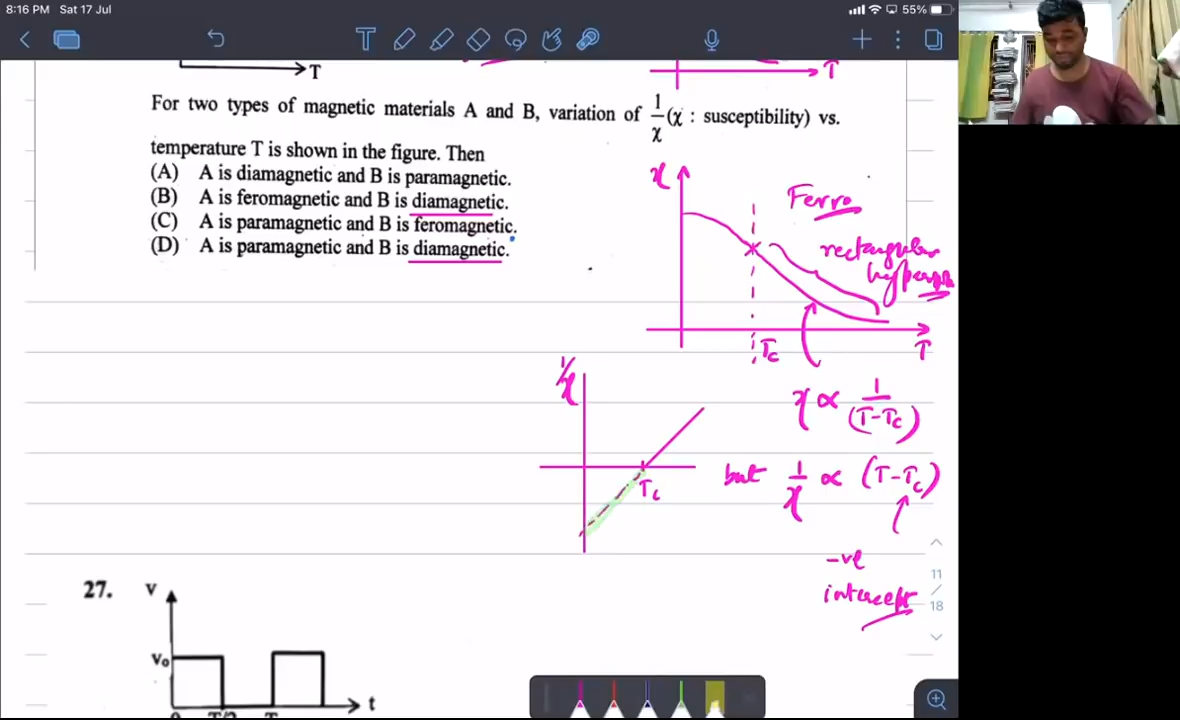 8:16 PM Sat 17 Jul
55%
T
T
For two types of magnetic materials A and B, variation of 1/χ (χ : susceptibility) vs.
temperature T is shown in the figure. Then
(A) A is diamagnetic and B is paramagnetic.
(B) A is feromagnetic and B is diamagnetic.
(C) A is paramagnetic and B is feromagnetic.
(D) A is paramagnetic and B is diamagnetic.
χ
Ferro
rectangular
Tc
T
1/χ
χ ∝ 1/(T-Tc)
Tc
but 1/χ ∝ (T-Tc)
-ve
intercept
11
/
18
27. V
V₀
t